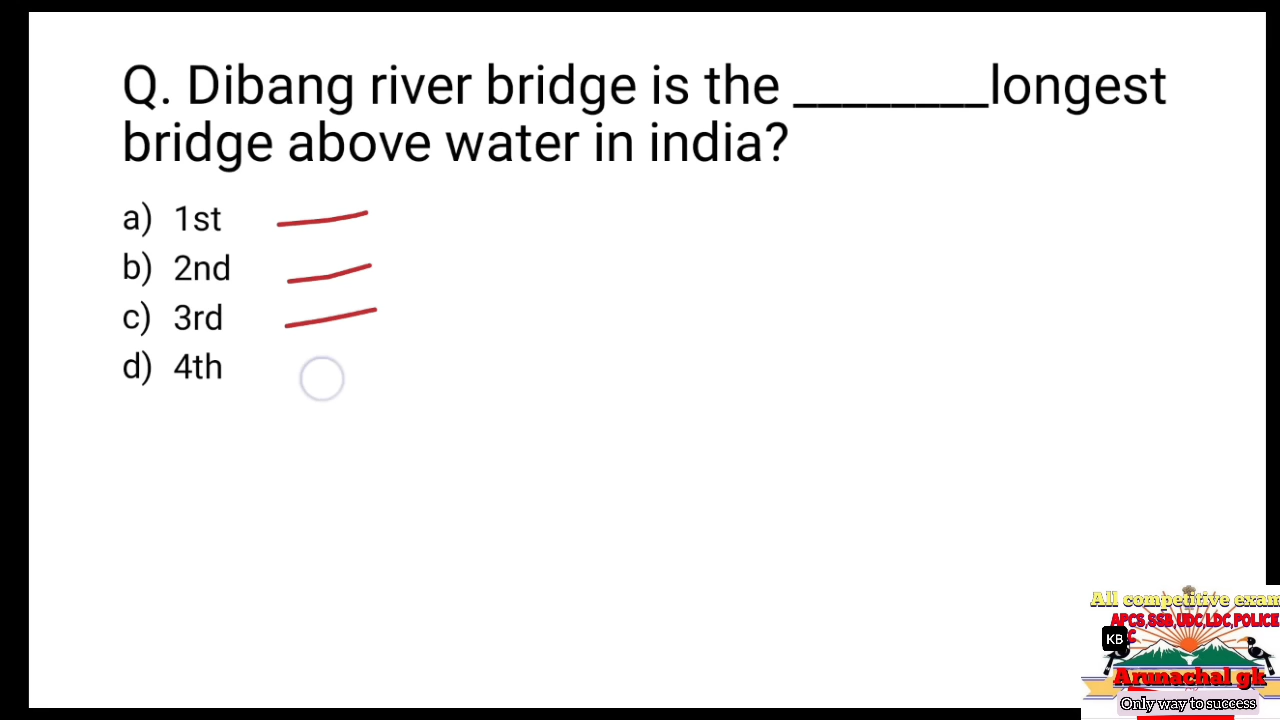 Q. Dibang river bridge is the ________longest
bridge above water in india?
a) 1st
b) 2nd
c) 3rd
d) 4th
All competitive exam
APCS,SSB,UDC,LDC,POLICE
KB
Arunachal gk
Only way to success